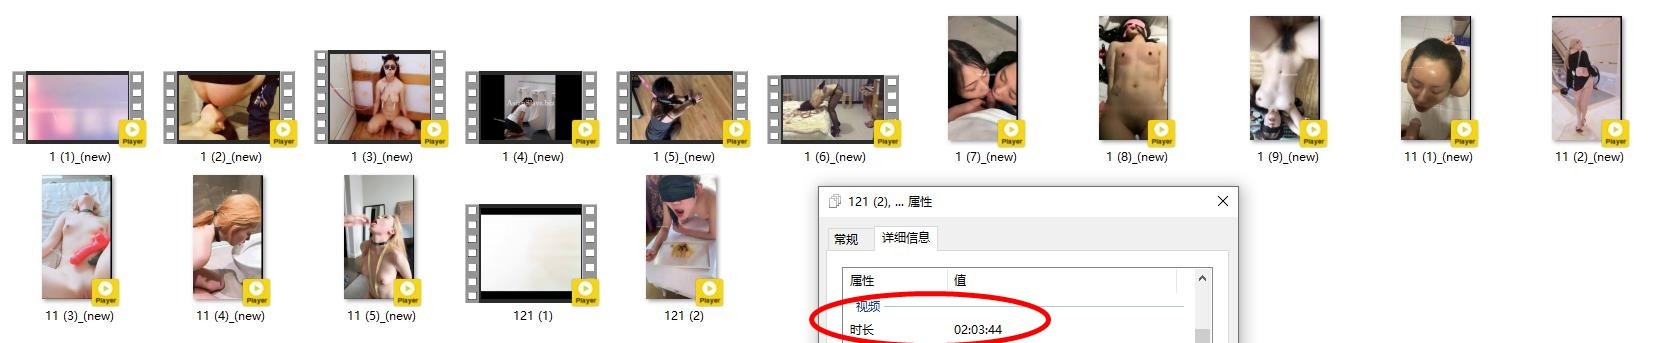 Player
Player
Player
AsianSlave.biz
Player
Player
Player
Player
Player
Player
Player
Player
1 (1)_(new)
1 (2)_(new)
1 (3)_(new)
1 (4)_(new)
1 (5)_(new)
1 (6)_(new)
1 (7)_(new)
1 (8)_(new)
1 (9)_(new)
11 (1)_(new)
11 (2)_(new)
Player
Player
Player
Player
Player
11 (3)_(new)
11 (4)_(new)
11 (5)_(new)
121 (1)
121 (2)
121 (2), ... 属性
常规
详细信息
属性
值
视频
时长
02:03:44